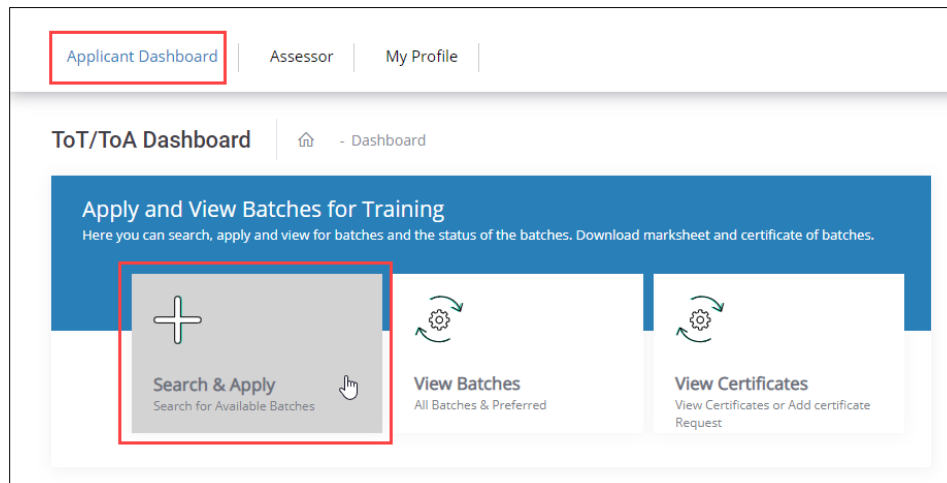 Applicant Dashboard Assessor My Profile
ToT/ToA Dashboard - Dashboard
Apply and View Batches for Training
Here you can search, apply and view for batches and the status of the batches. Download marksheet and certificate of batches.
Search & Apply
Search for Available Batches
View Batches
All Batches & Preferred
View Certificates
View Certificates or Add certificate
Request